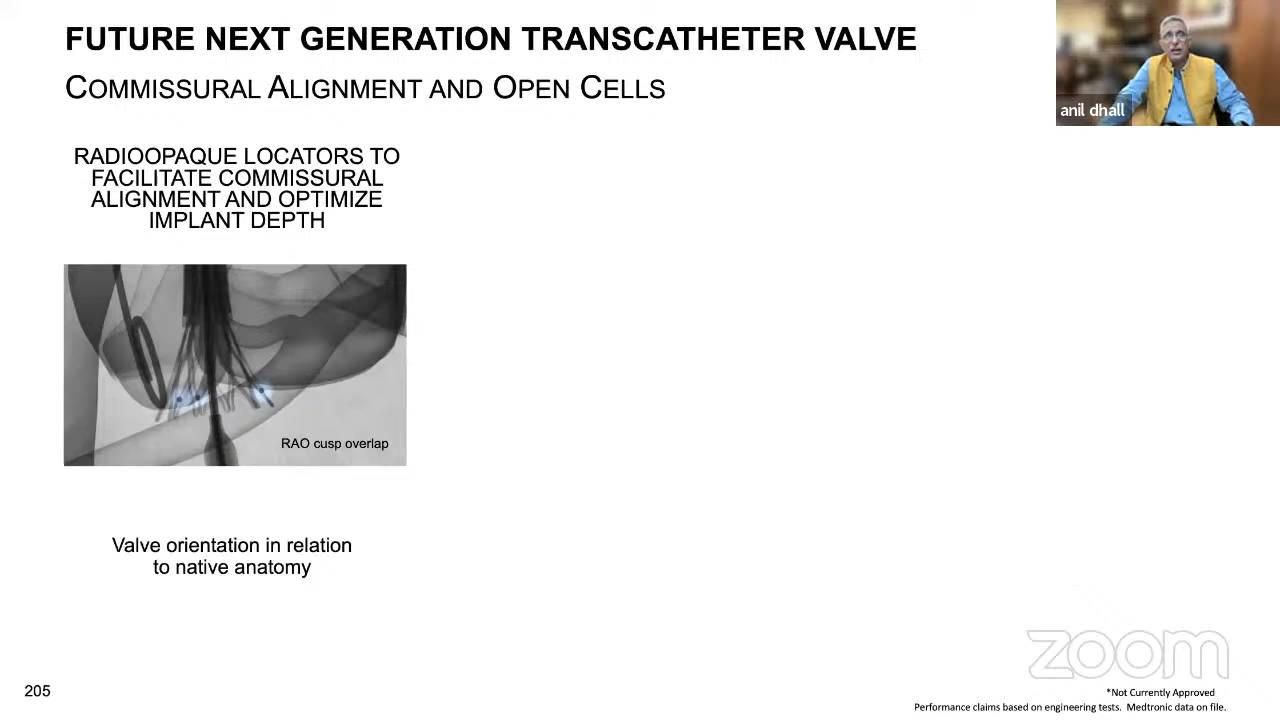 FUTURE NEXT GENERATION TRANSCATHETER VALVE
COMMISSURAL ALIGNMENT AND OPEN CELLS
anil dhall
RADIOOPAQUE LOCATORS TO
FACILITATE COMMISSURAL
ALIGNMENT AND OPTIMIZE
IMPLANT DEPTH
RAO cusp overlap
Valve orientation in relation
to native anatomy
zoom
205
*Not Currently Approved
Performance claims based on engineering tests. Medtronic data on file.